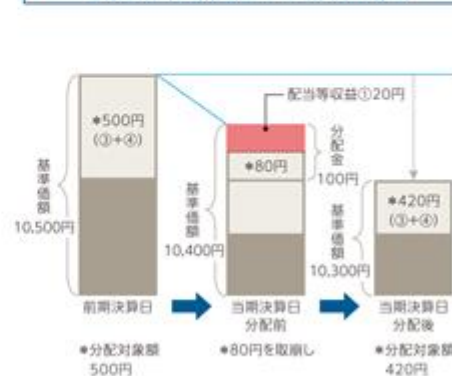 配当等収益①20円
*500円
(③+④)
*80円
分配金
100円
*420円
(③+④)
基準価額
10,500円
基準価額
10,400円
基準価額
10,300円
前期決算日
当期決算日
分配前
当期決算日
分配後
*分配対象額
500円
*80円を取崩し
*分配対象額
420円